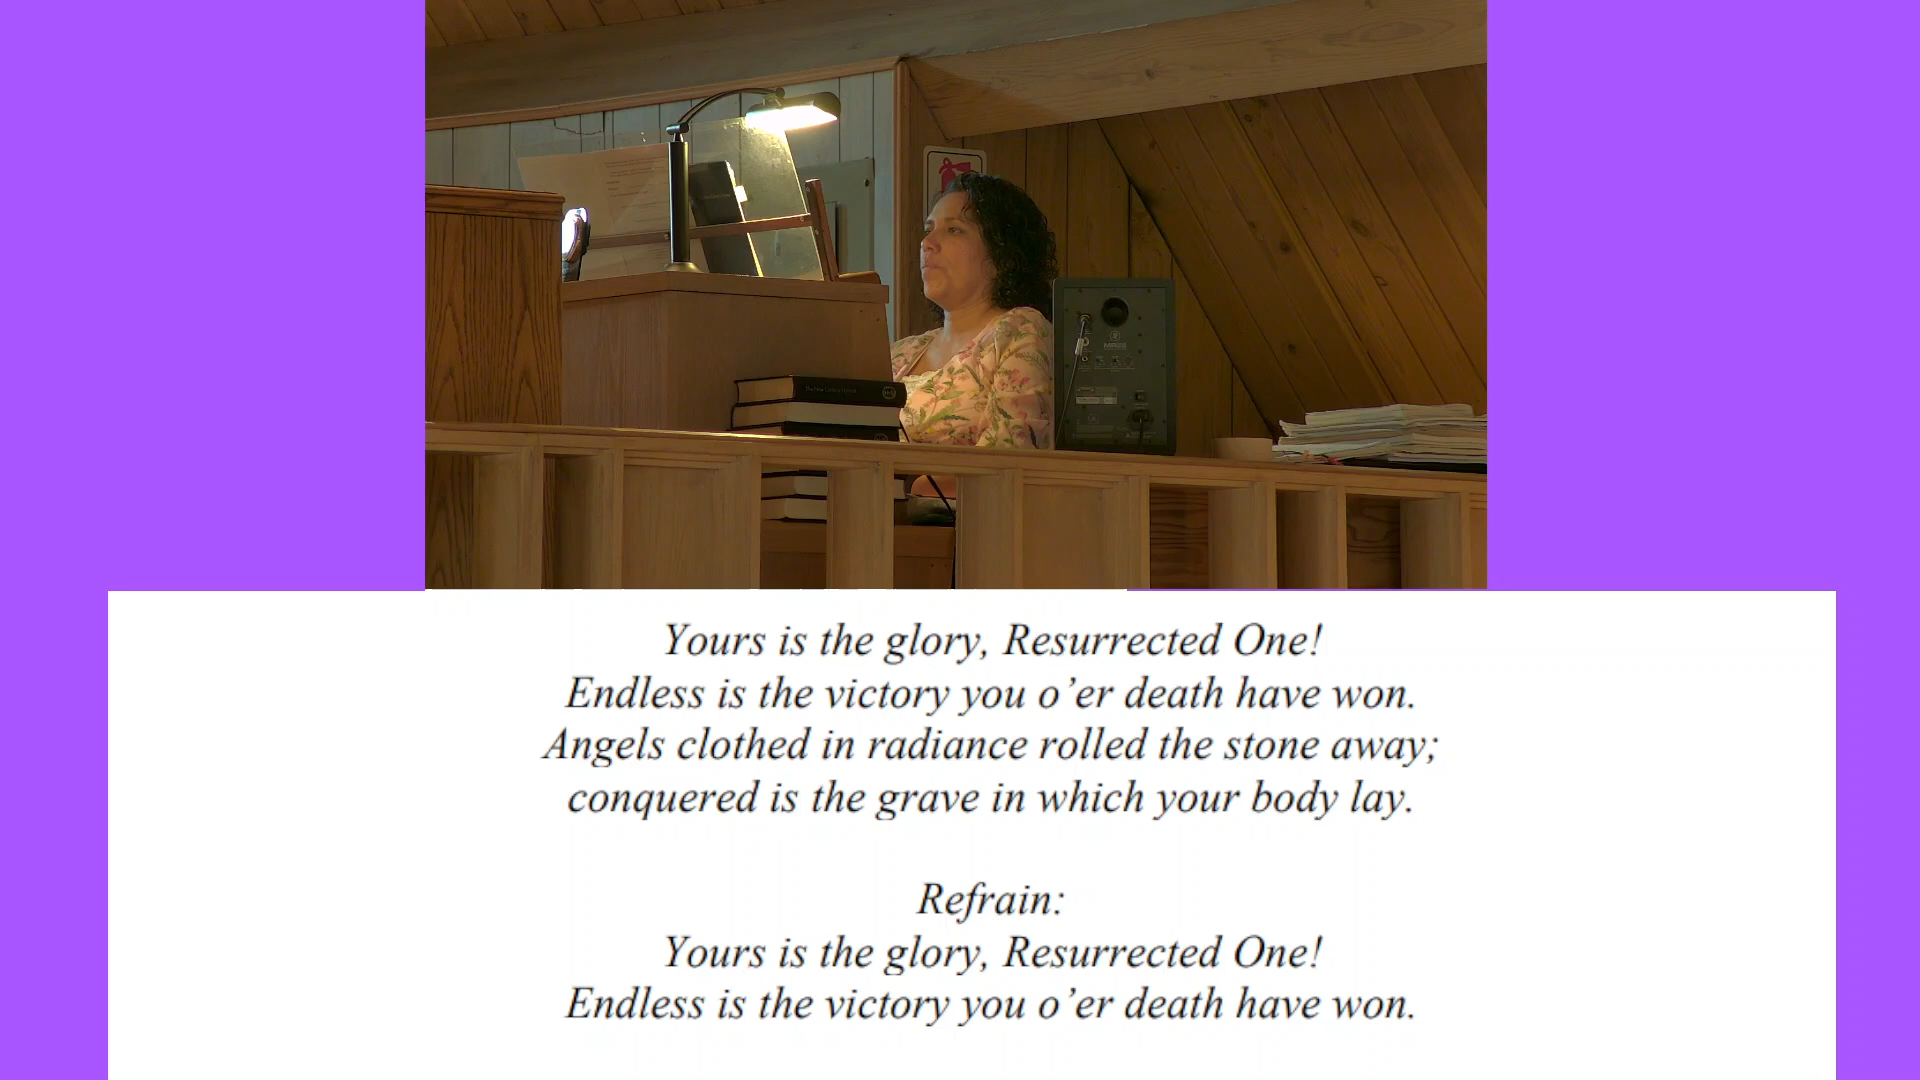 Yours is the glory, Resurrected One!
Endless is the victory you o’er death have won.
Angels clothed in radiance rolled the stone away;
conquered is the grave in which your body lay.
Refrain:
Yours is the glory, Resurrected One!
Endless is the victory you o’er death have won.